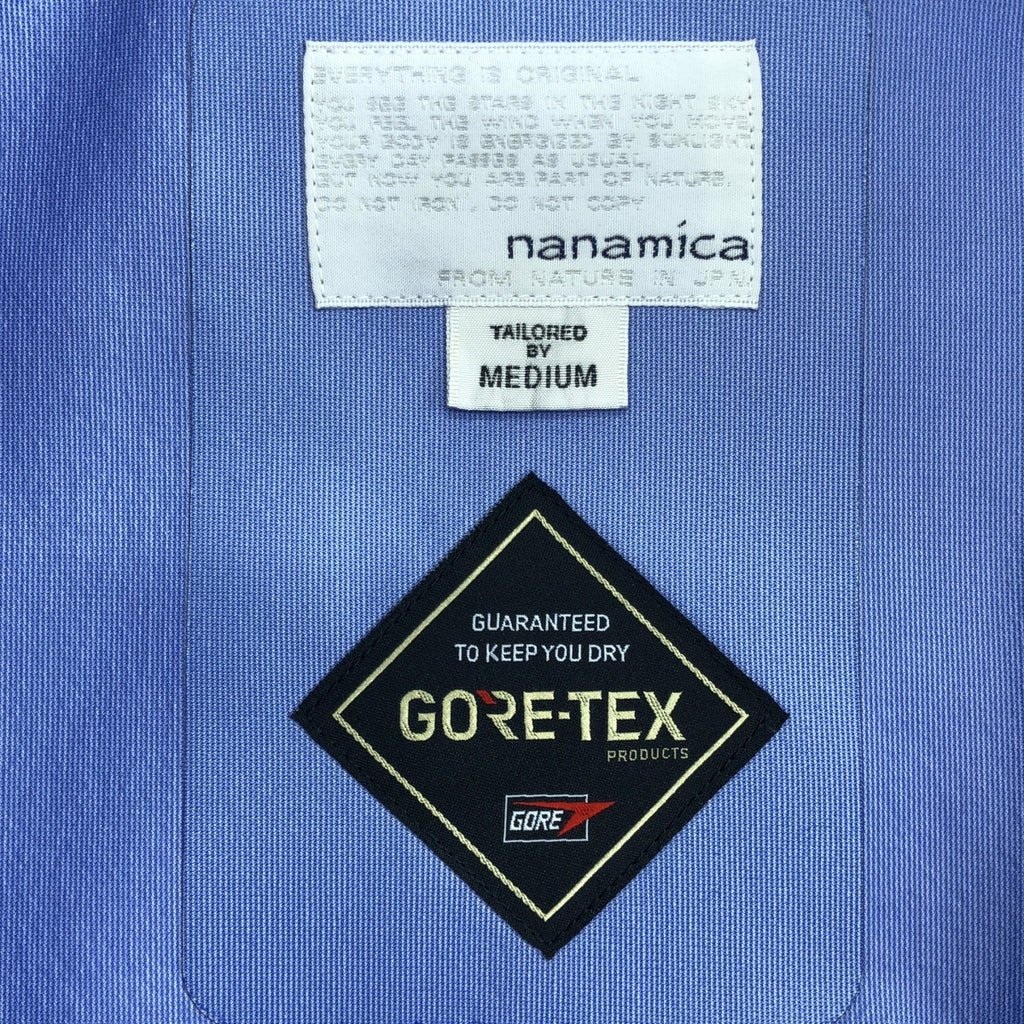 EVERYTHING IS ORIGINAL
YOU SEE THE STARS IN THE NIGHT SKY
YOU FEEL THE WIND WHEN YOU MOVE
YOUR BODY IS ENERGISED BY SUNLIGHT
EVERY DAY PASSES AS USUAL,
BUT NOW YOU ARE PART OF NATURE.
DO NOT IRON, DO NOT COPY
nanamica
FROM NATURE IN JPN
TAILORED
BY
MEDIUM
GUARANTEED
TO KEEP YOU DRY
GORE-TEX
PRODUCTS
GORE